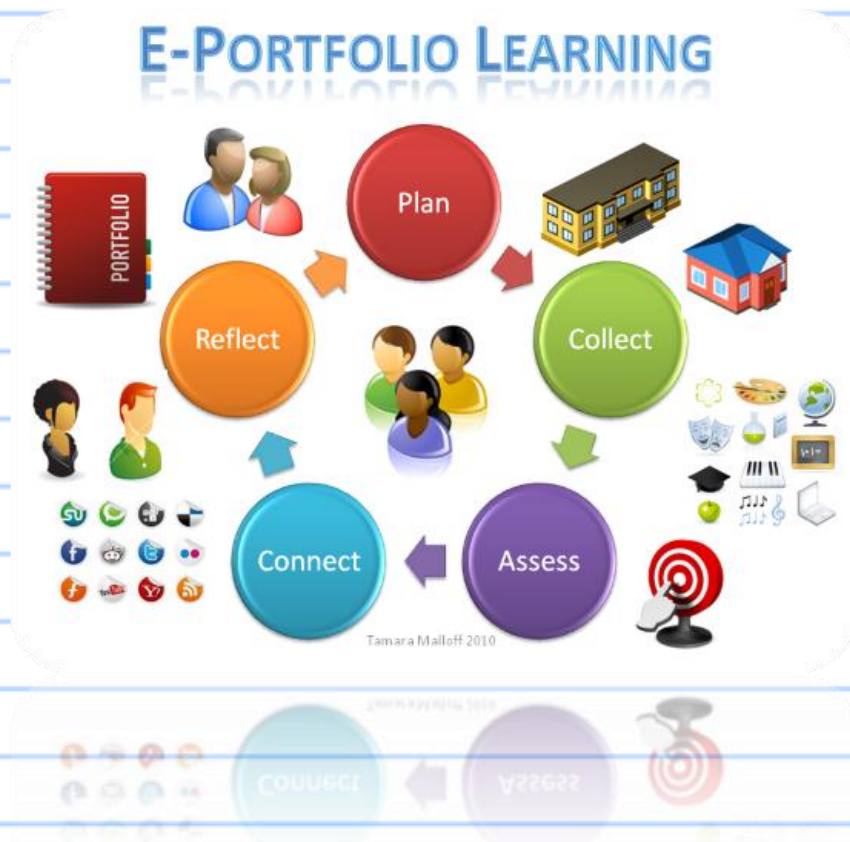 E-PORTFOLIO LEARNING
Plan
PORTFOLIO
Reflect
Collect
Connect
Assess
Tamara Malloff 2010